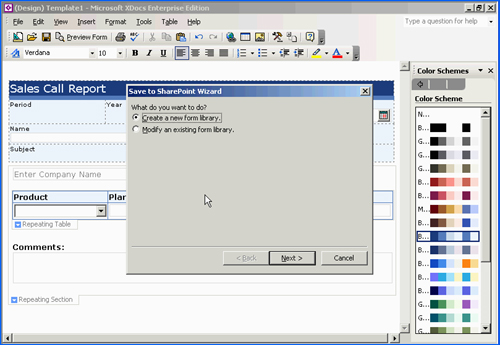 (Design) Template1 - Microsoft XDocs Enterprise Edition
File Edit View Insert Format Tools Table Help
Type a question for help
Preview Form
Verdana 10 B I U
Sales Call Report
Save to SharePoint Wizard
Color Schemes
What do you want to do?
Color Scheme
Period Year
Create a new form library.
N...
Name
Modify an existing form library.
B...
G...
Subject
B...
G...
Enter Company Name
B...
R...
Product Plan
M...
B...
B...
Repeating Table
B...
Comments:
B...
B...
< Back Next > Cancel
B...
B...
Repeating Section
G...
G...
G...